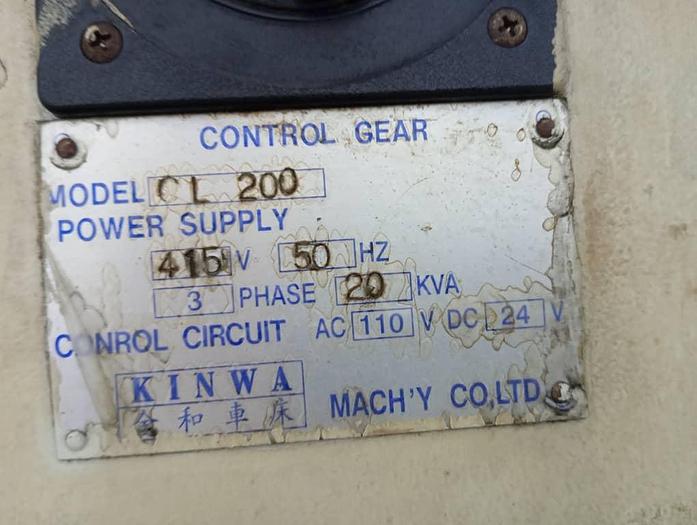 CONTROL GEAR
MODEL CL 200
POWER SUPPLY
415 V 50 HZ
3 PHASE 20 KVA
CONROL CIRCUIT AC 110 V DC 24 V
KINWA
和車床
MACH'Y CO,LTD